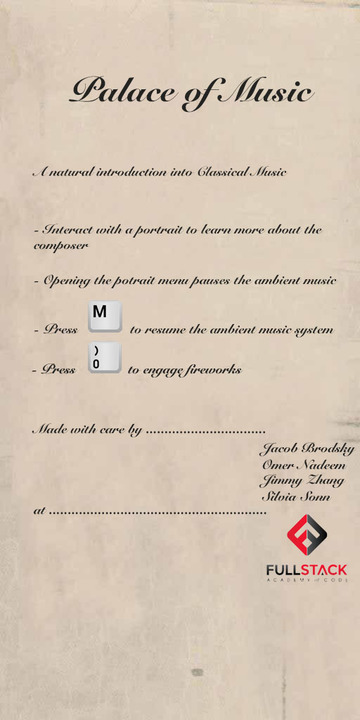 Palace of Music
A natural introduction into Classical Music
- Interact with a portrait to learn more about the
composer
- Opening the potrait menu pauses the ambient music
- Press M to resume the ambient music system
- Press ) 0 to engage fireworks
Made with care by ................................
Jacob Brodsky
Omer Nadeem
Jimmy Zhang
Silvia Sonn
at ..........................................................
FULLSTACK
ACADEMY of CODE